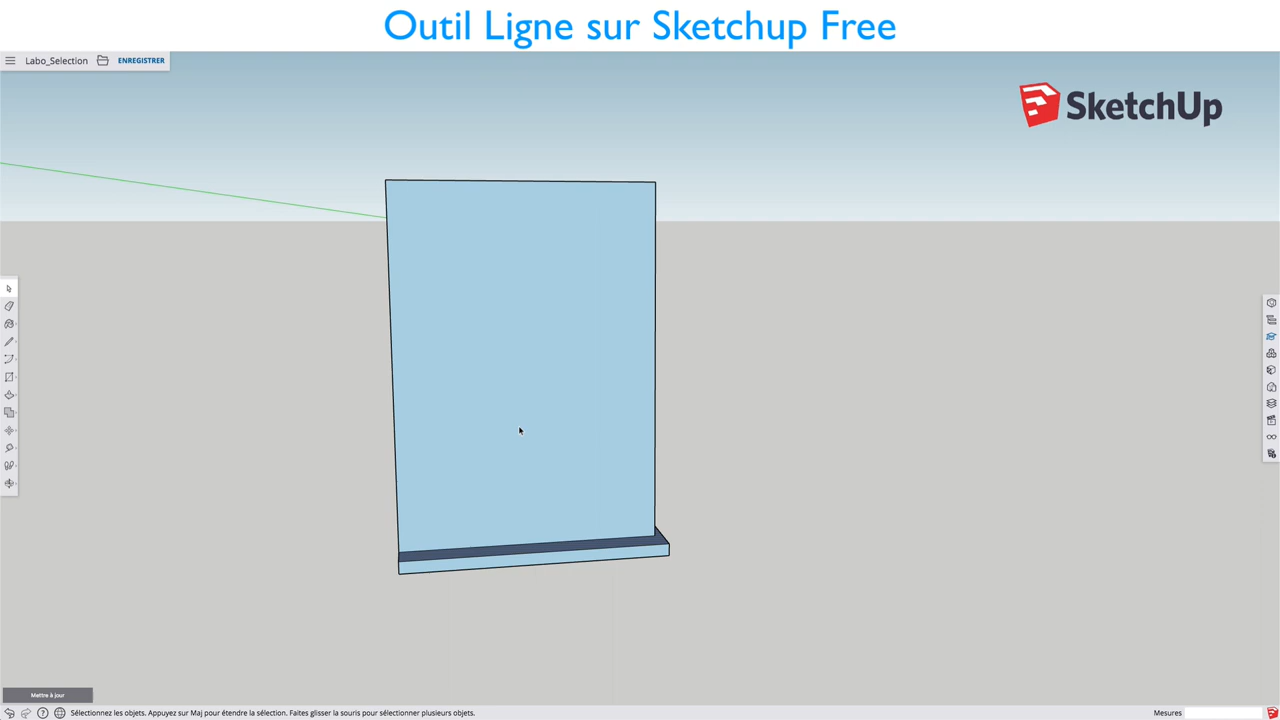 Outil Ligne sur Sketchup Free
Labo_Selection ENREGISTRER
SketchUp
Mettre à jour
Sélectionnez les objets. Appuyez sur Maj pour étendre la sélection. Faites glisser la souris pour sélectionner plusieurs objets. Mesures